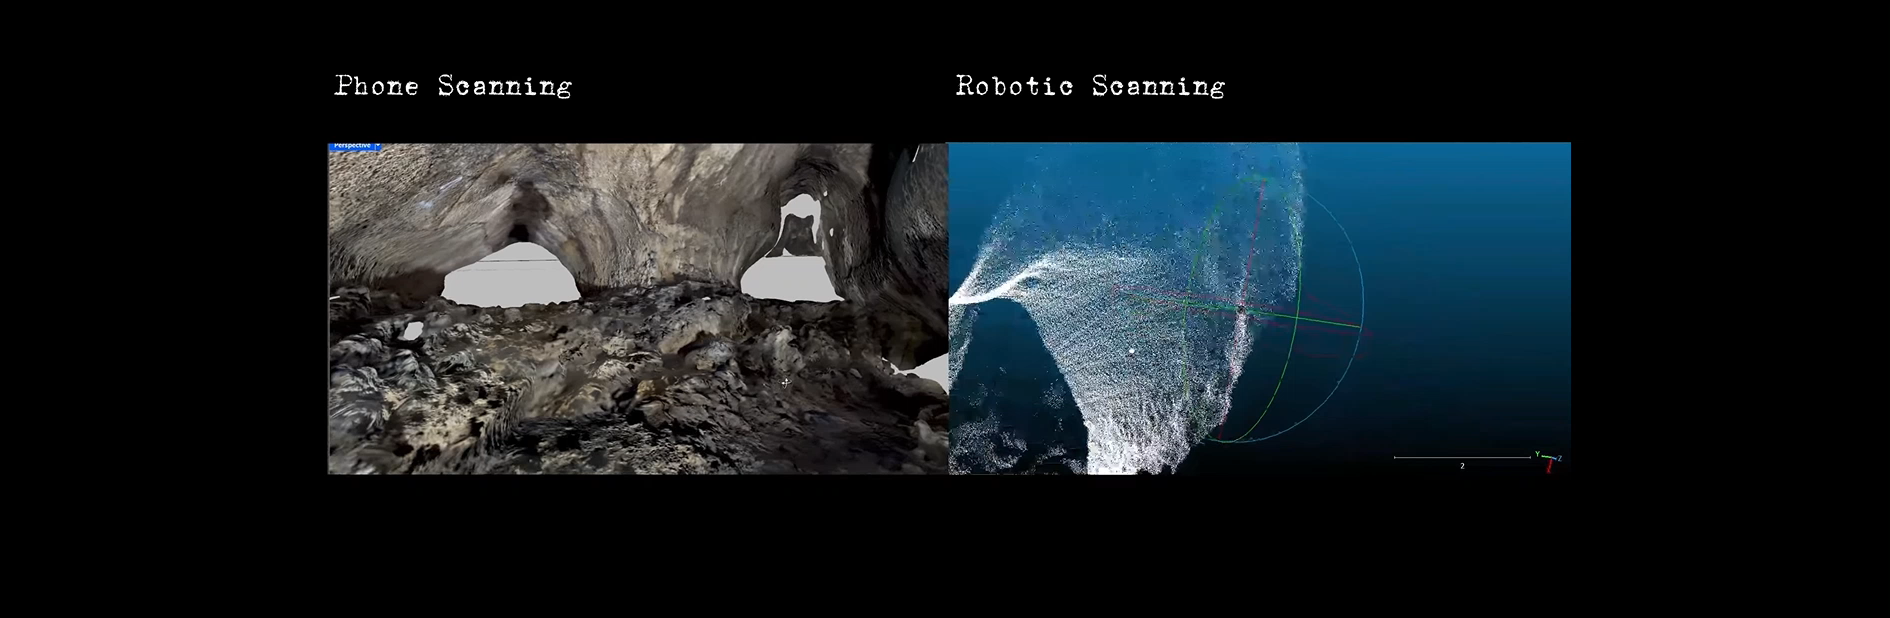 Phone Scanning
Robotic Scanning
Perspective
2
Y
Z